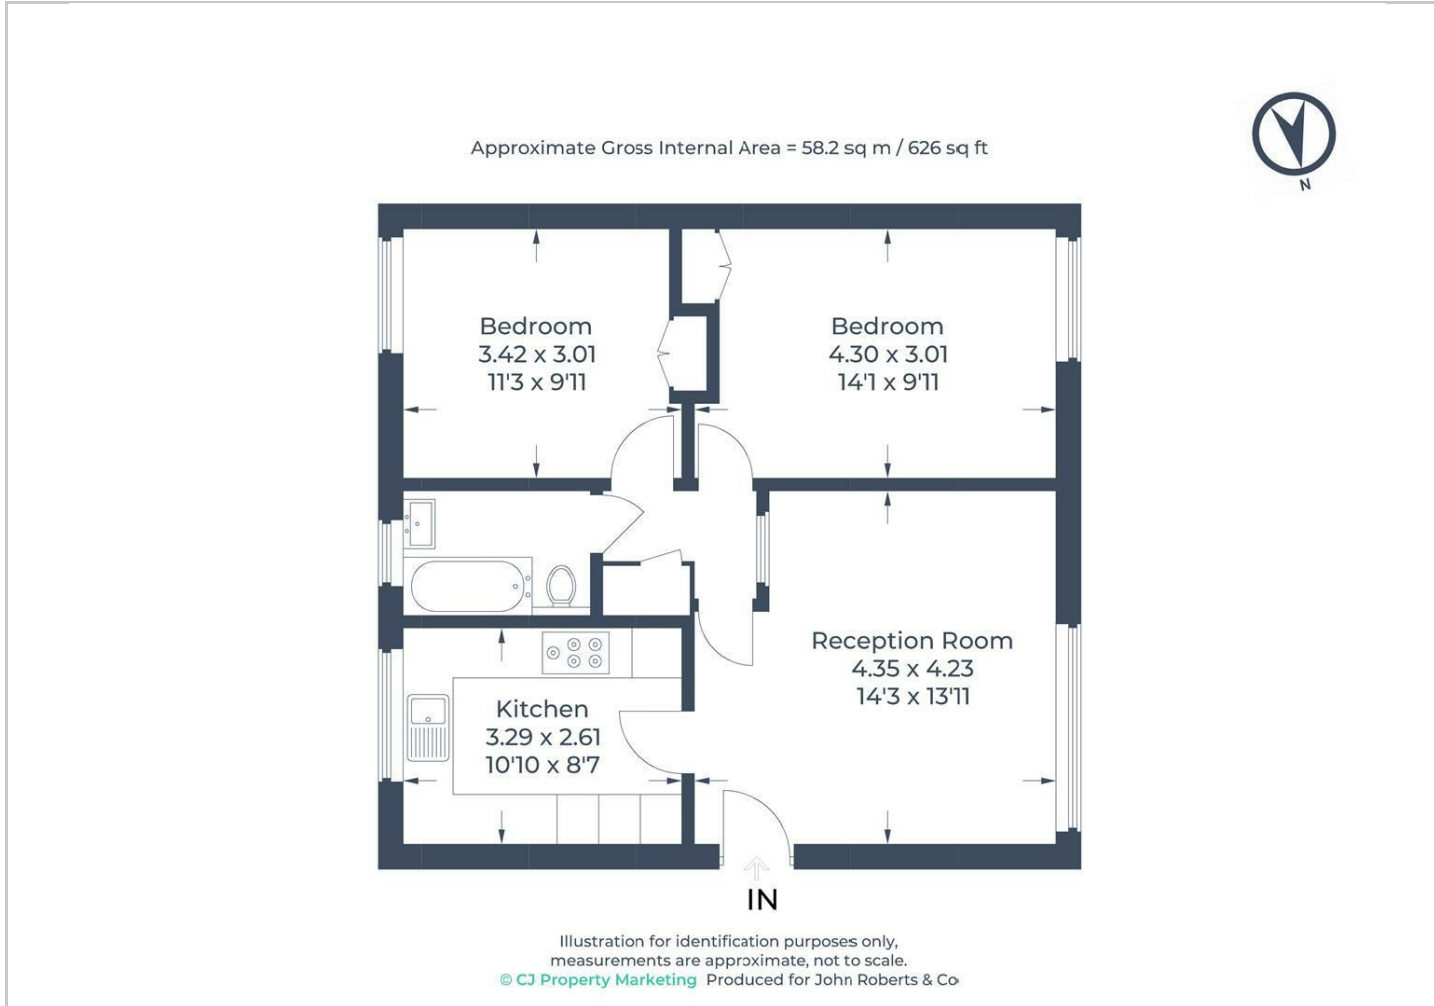 Approximate Gross Internal Area = 58.2 sq m / 626 sq ft
N
Bedroom
3.42 x 3.01
11'3 x 9'11
Bedroom
4.30 x 3.01
14'1 x 9'11
Reception Room
4.35 x 4.23
14'3 x 13'11
Kitchen
3.29 x 2.61
10'10 x 8'7
IN
Illustration for identification purposes only,
measurements are approximate, not to scale.
© CJ Property Marketing Produced for John Roberts & Co